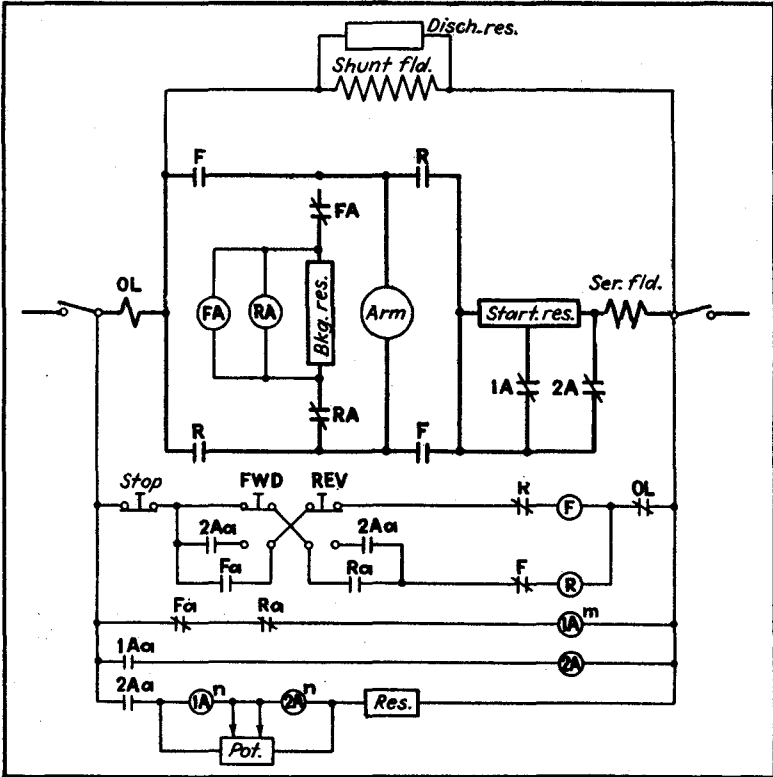 Disch. res.
Shunt fld.
F
R
FA
OL
FA
RA
Bkg. res.
Arm
Start. res.
Ser. fld.
1A
2A
RA
R
F
Stop
FWD
REV
R
F
OL
2Aa
2Aa
Fa
Ra
F
R
Fa
Ra
1A m
1Aa
2A
2Aa
1A n
2A n
Res.
Pot.